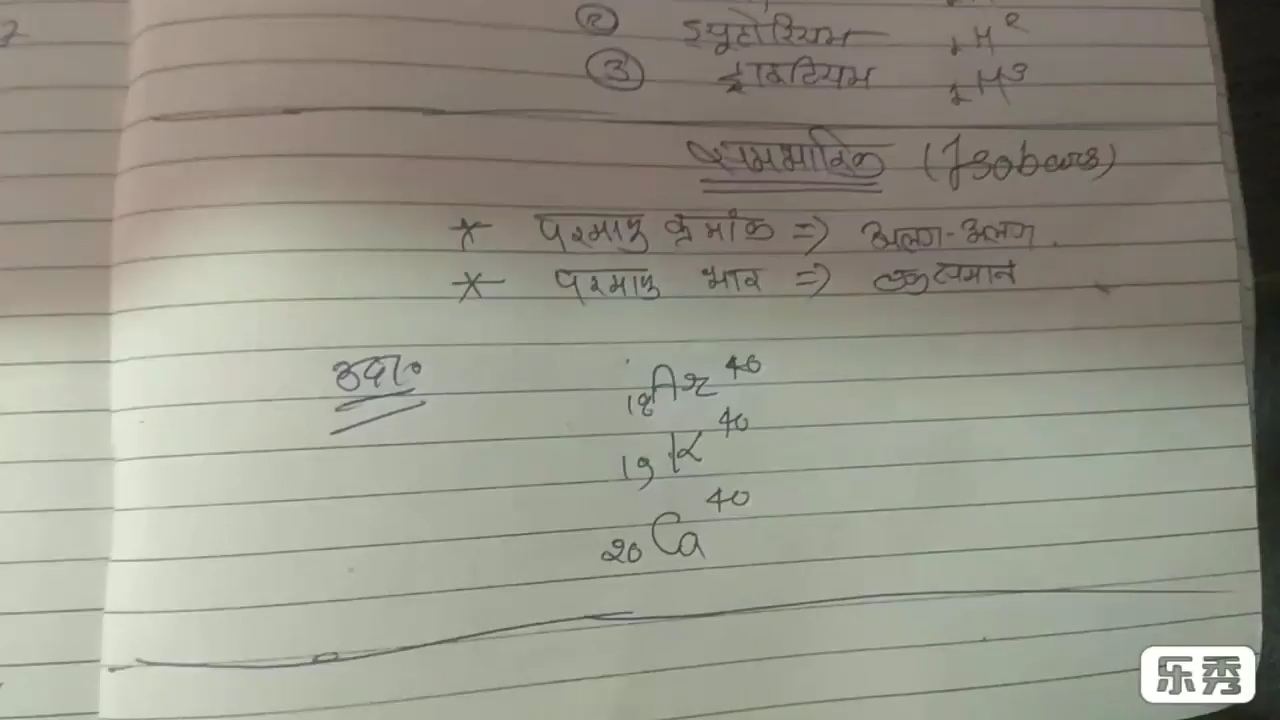 ② ड्यूटोरियम ₁H²
③ ट्राइटियम ₁H³
समभारिक (Isobars)
* परमाणु क्रमांक => अलग-अलग
* परमाणु भार => एकसमान
उदा०
₁₈Ar⁴⁰
₁₉K⁴⁰
₂₀Ca⁴⁰
乐秀